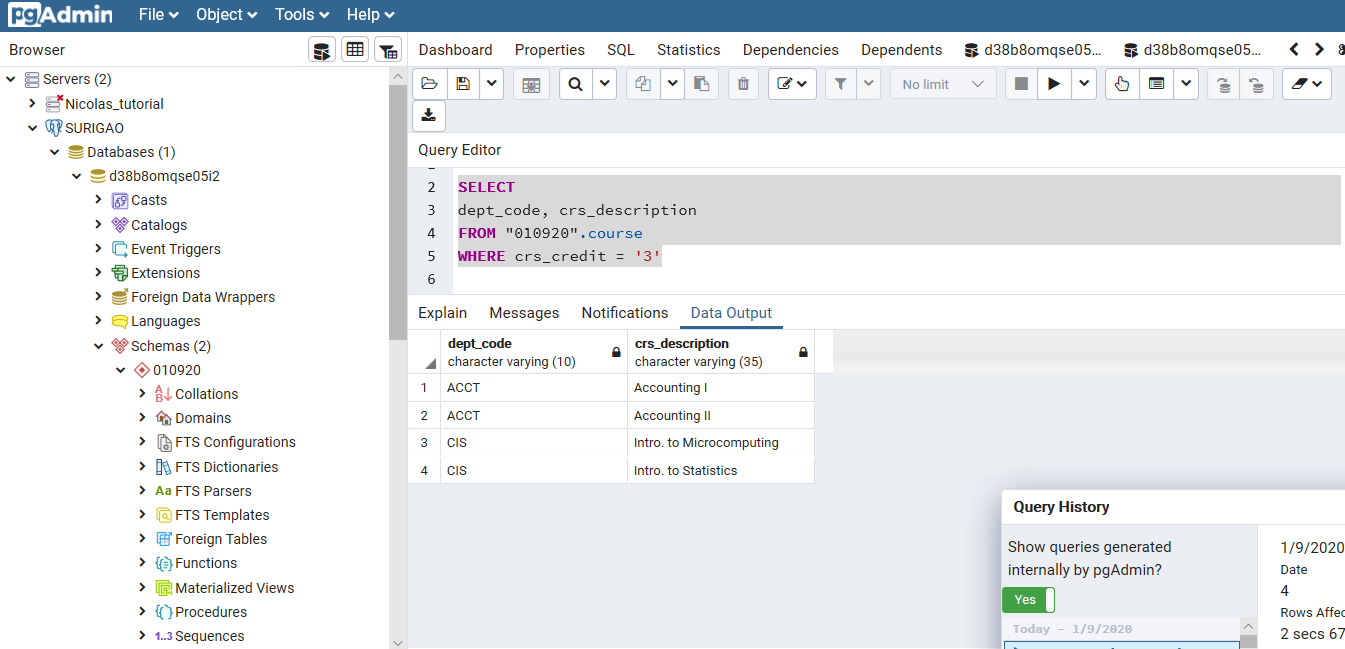 pgAdmin File Object Tools Help
Browser
Dashboard Properties SQL Statistics Dependencies Dependents d38b8omqse05... d38b8omqse05...
Servers (2)
Nicolas_tutorial
SURIGAO
Databases (1)
d38b8omqse05i2
Casts
Catalogs
Event Triggers
Extensions
Foreign Data Wrappers
Languages
Schemas (2)
010920
Collations
Domains
FTS Configurations
FTS Dictionaries
Aa FTS Parsers
FTS Templates
Foreign Tables
Functions
Materialized Views
Procedures
1..3 Sequences
No limit
Query Editor
2 SELECT
3 dept_code, crs_description
4 FROM "010920".course
5 WHERE crs_credit = '3'
6
Explain Messages Notifications Data Output
dept_code crs_description
character varying (10) character varying (35)
1 ACCT Accounting I
2 ACCT Accounting II
3 CIS Intro. to Microcomputing
4 CIS Intro. to Statistics
Query History
Show queries generated
internally by pgAdmin?
Yes
Today - 1/9/2020
1/9/2020
Date
4
Rows Affec
2 secs 67